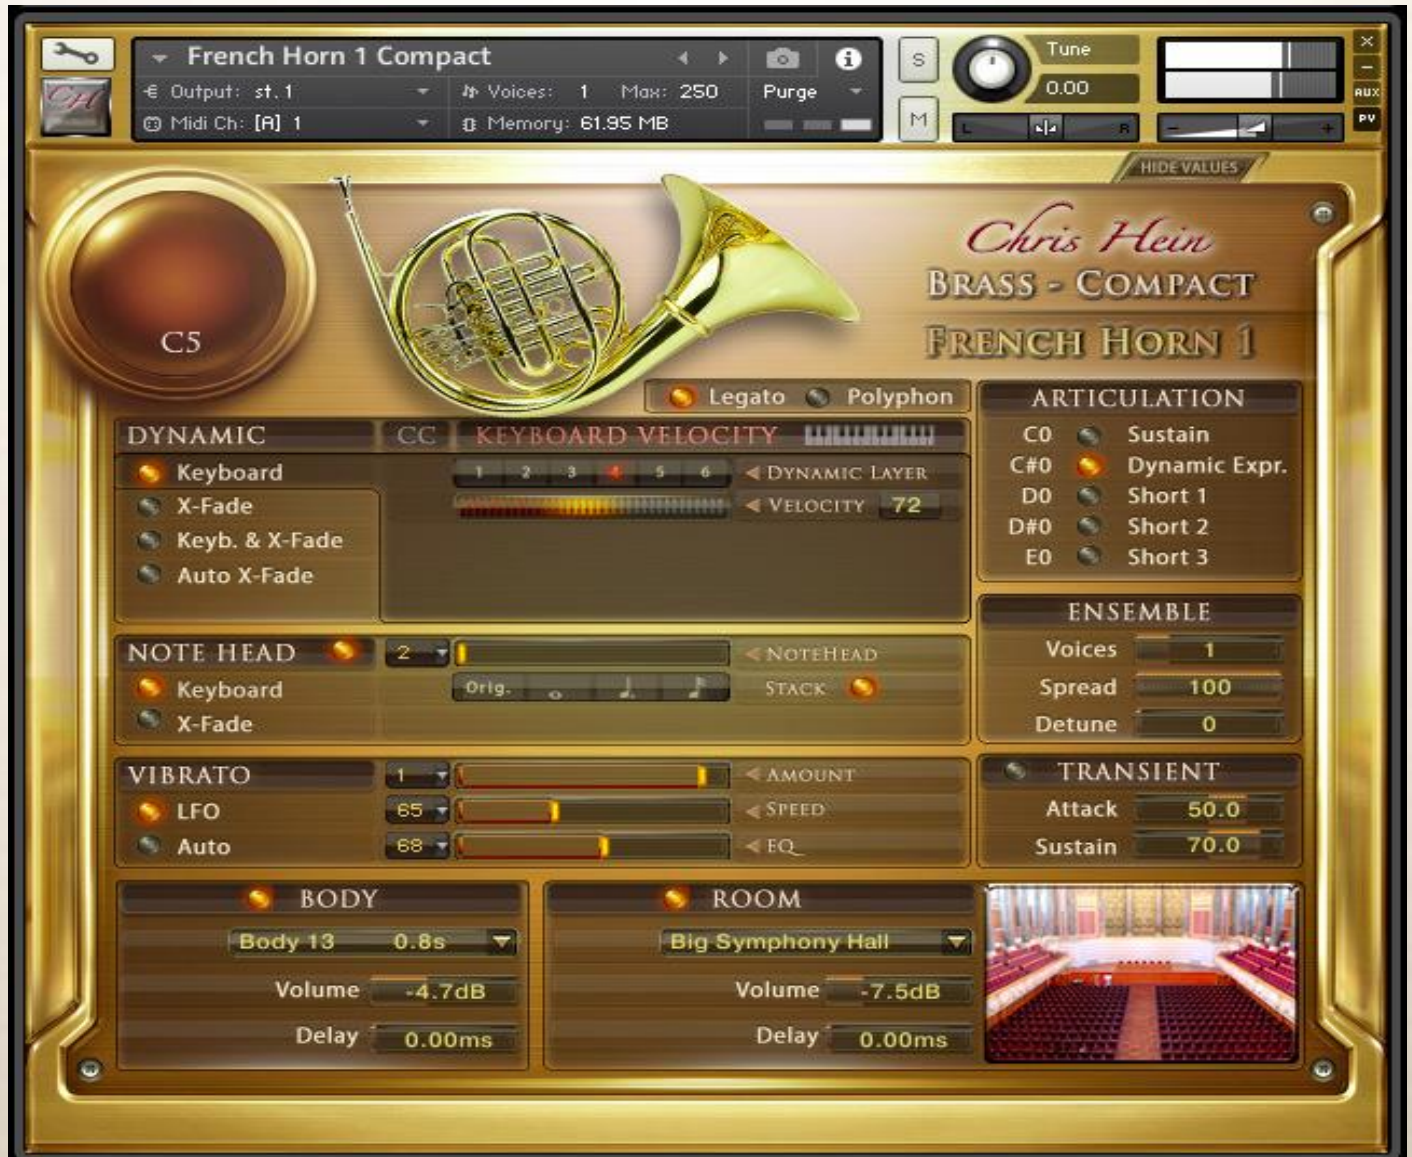 French Horn 1 Compact
Output: st.1
Voices: 1 Max: 250
Purge
Midi Ch: [A] 1
Memory: 61.95 MB
S
M
Tune
0.00
L
R
-
+
×
-
AUX
PV
CH
HIDE VALUES
Chris Hein
BRASS - COMPACT
FRENCH HORN 1
C5
Legato Polyphon
DYNAMIC
CC KEYBOARD VELOCITY
Keyboard
1 2 3 4 5 6 DYNAMIC LAYER
X-Fade
VELOCITY 72
Keyb. & X-Fade
Auto X-Fade
ARTICULATION
C0 Sustain
C#0 Dynamic Expr.
D0 Short 1
D#0 Short 2
E0 Short 3
ENSEMBLE
Voices 1
Spread 100
Detune 0
NOTE HEAD 2 NOTEHEAD
Keyboard Orig. STACK
X-Fade
VIBRATO 1 AMOUNT
LFO 65 SPEED
Auto 68 EQ
TRANSIENT
Attack 50.0
Sustain 70.0
BODY
Body 13 0.8s
Volume -4.7dB
Delay 0.00ms
ROOM
Big Symphony Hall
Volume -7.5dB
Delay 0.00ms